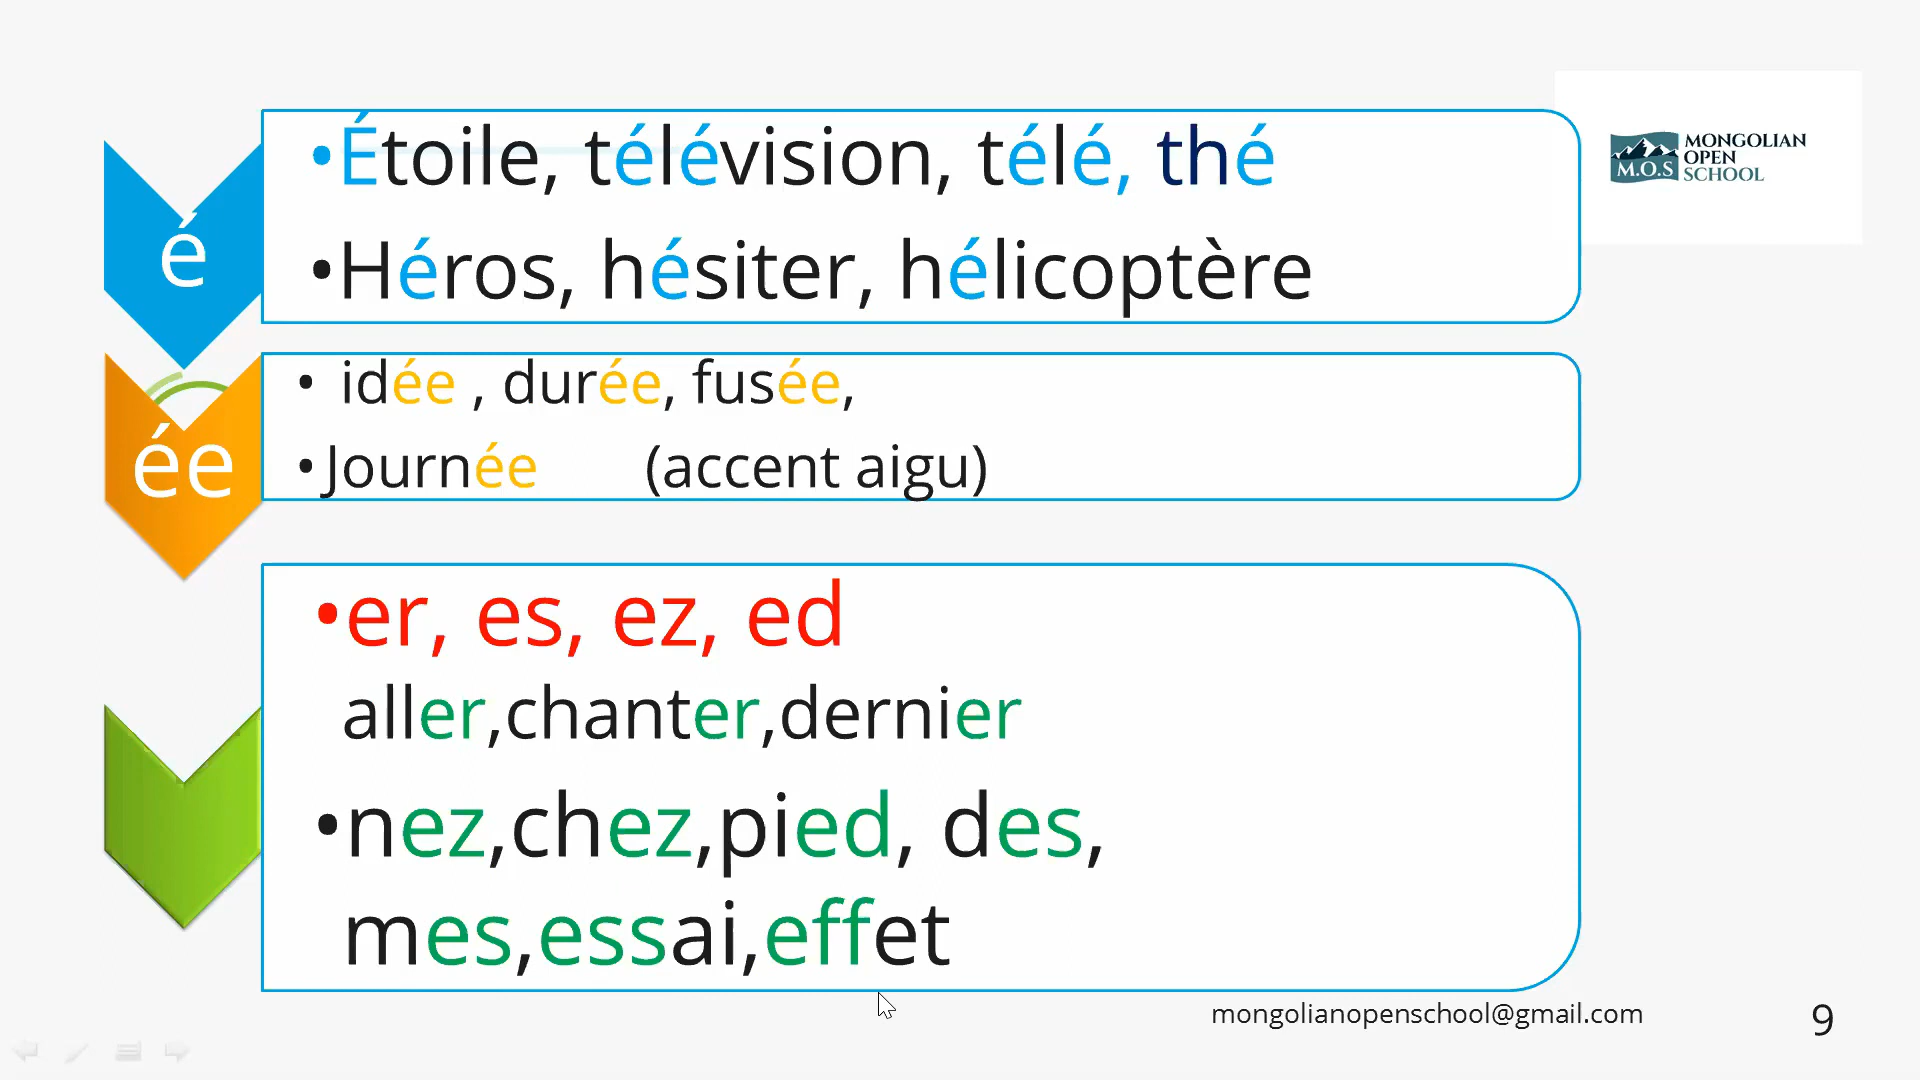 •Étoile, télévision, télé, thé
•Héros, hésiter, hélicoptère
é
MONGOLIAN
OPEN
SCHOOL
M.O.S
• idée , durée, fusée,
•Journée (accent aigu)
ée
•er, es, ez, ed
aller,chanter,dernier
•nez,chez,pied, des,
mes,essai,effet
mongolianopenschool@gmail.com
9